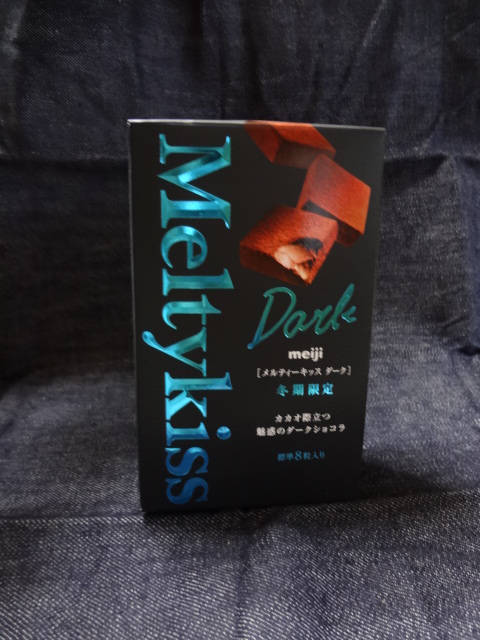 Meltykiss
Dark
meiji
[メルティーキッス ダーク]
冬期限定
カカオ際立つ
魅惑のダークショコラ
標準8粒入り